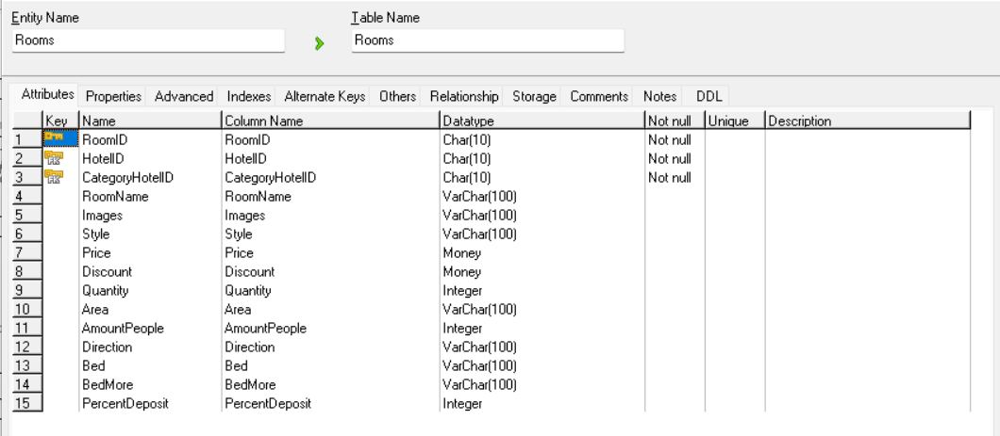 Entity Name Table Name
Rooms Rooms
Attributes Properties Advanced Indexes Alternate Keys Others Relationship Storage Comments Notes DDL
Key Name Column Name Datatype Not null Unique Description
1 RoomID RoomID Char(10) Not null
2 HotelID HotelID Char(10) Not null
3 CategoryHotelID CategoryHotelID Char(10) Not null
4 RoomName RoomName VarChar(100)
5 Images Images VarChar(100)
6 Style Style VarChar(100)
7 Price Price Money
8 Discount Discount Money
9 Quantity Quantity Integer
10 Area Area VarChar(100)
11 AmountPeople AmountPeople Integer
12 Direction Direction VarChar(100)
13 Bed Bed VarChar(100)
14 BedMore BedMore VarChar(100)
15 PercentDeposit PercentDeposit Integer